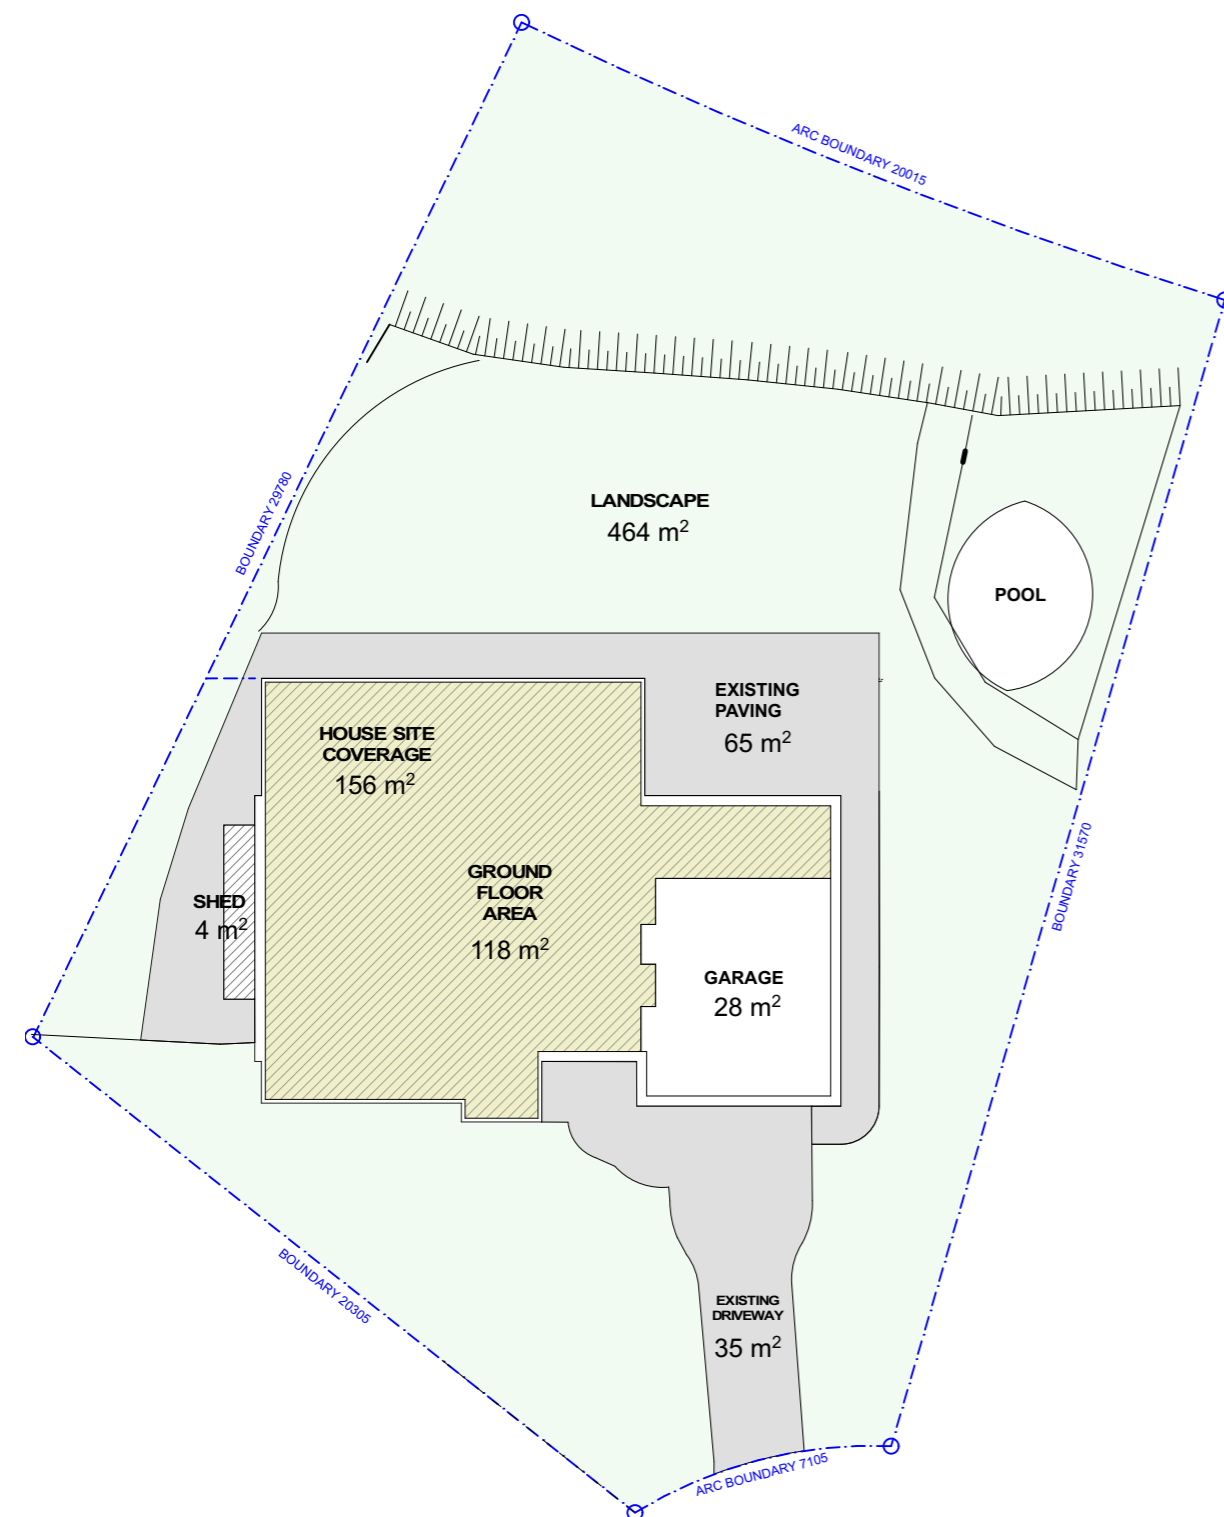 ARC BOUNDARY 20015
BOUNDARY 29780
LANDSCAPE
464 m²
POOL
EXISTING
PAVING
65 m²
HOUSE SITE
COVERAGE
156 m²
GROUND
FLOOR
AREA
118 m²
SHED
4 m²
GARAGE
28 m²
BOUNDARY 31570
BOUNDARY 20305
EXISTING
DRIVEWAY
35 m²
ARC BOUNDARY 7105